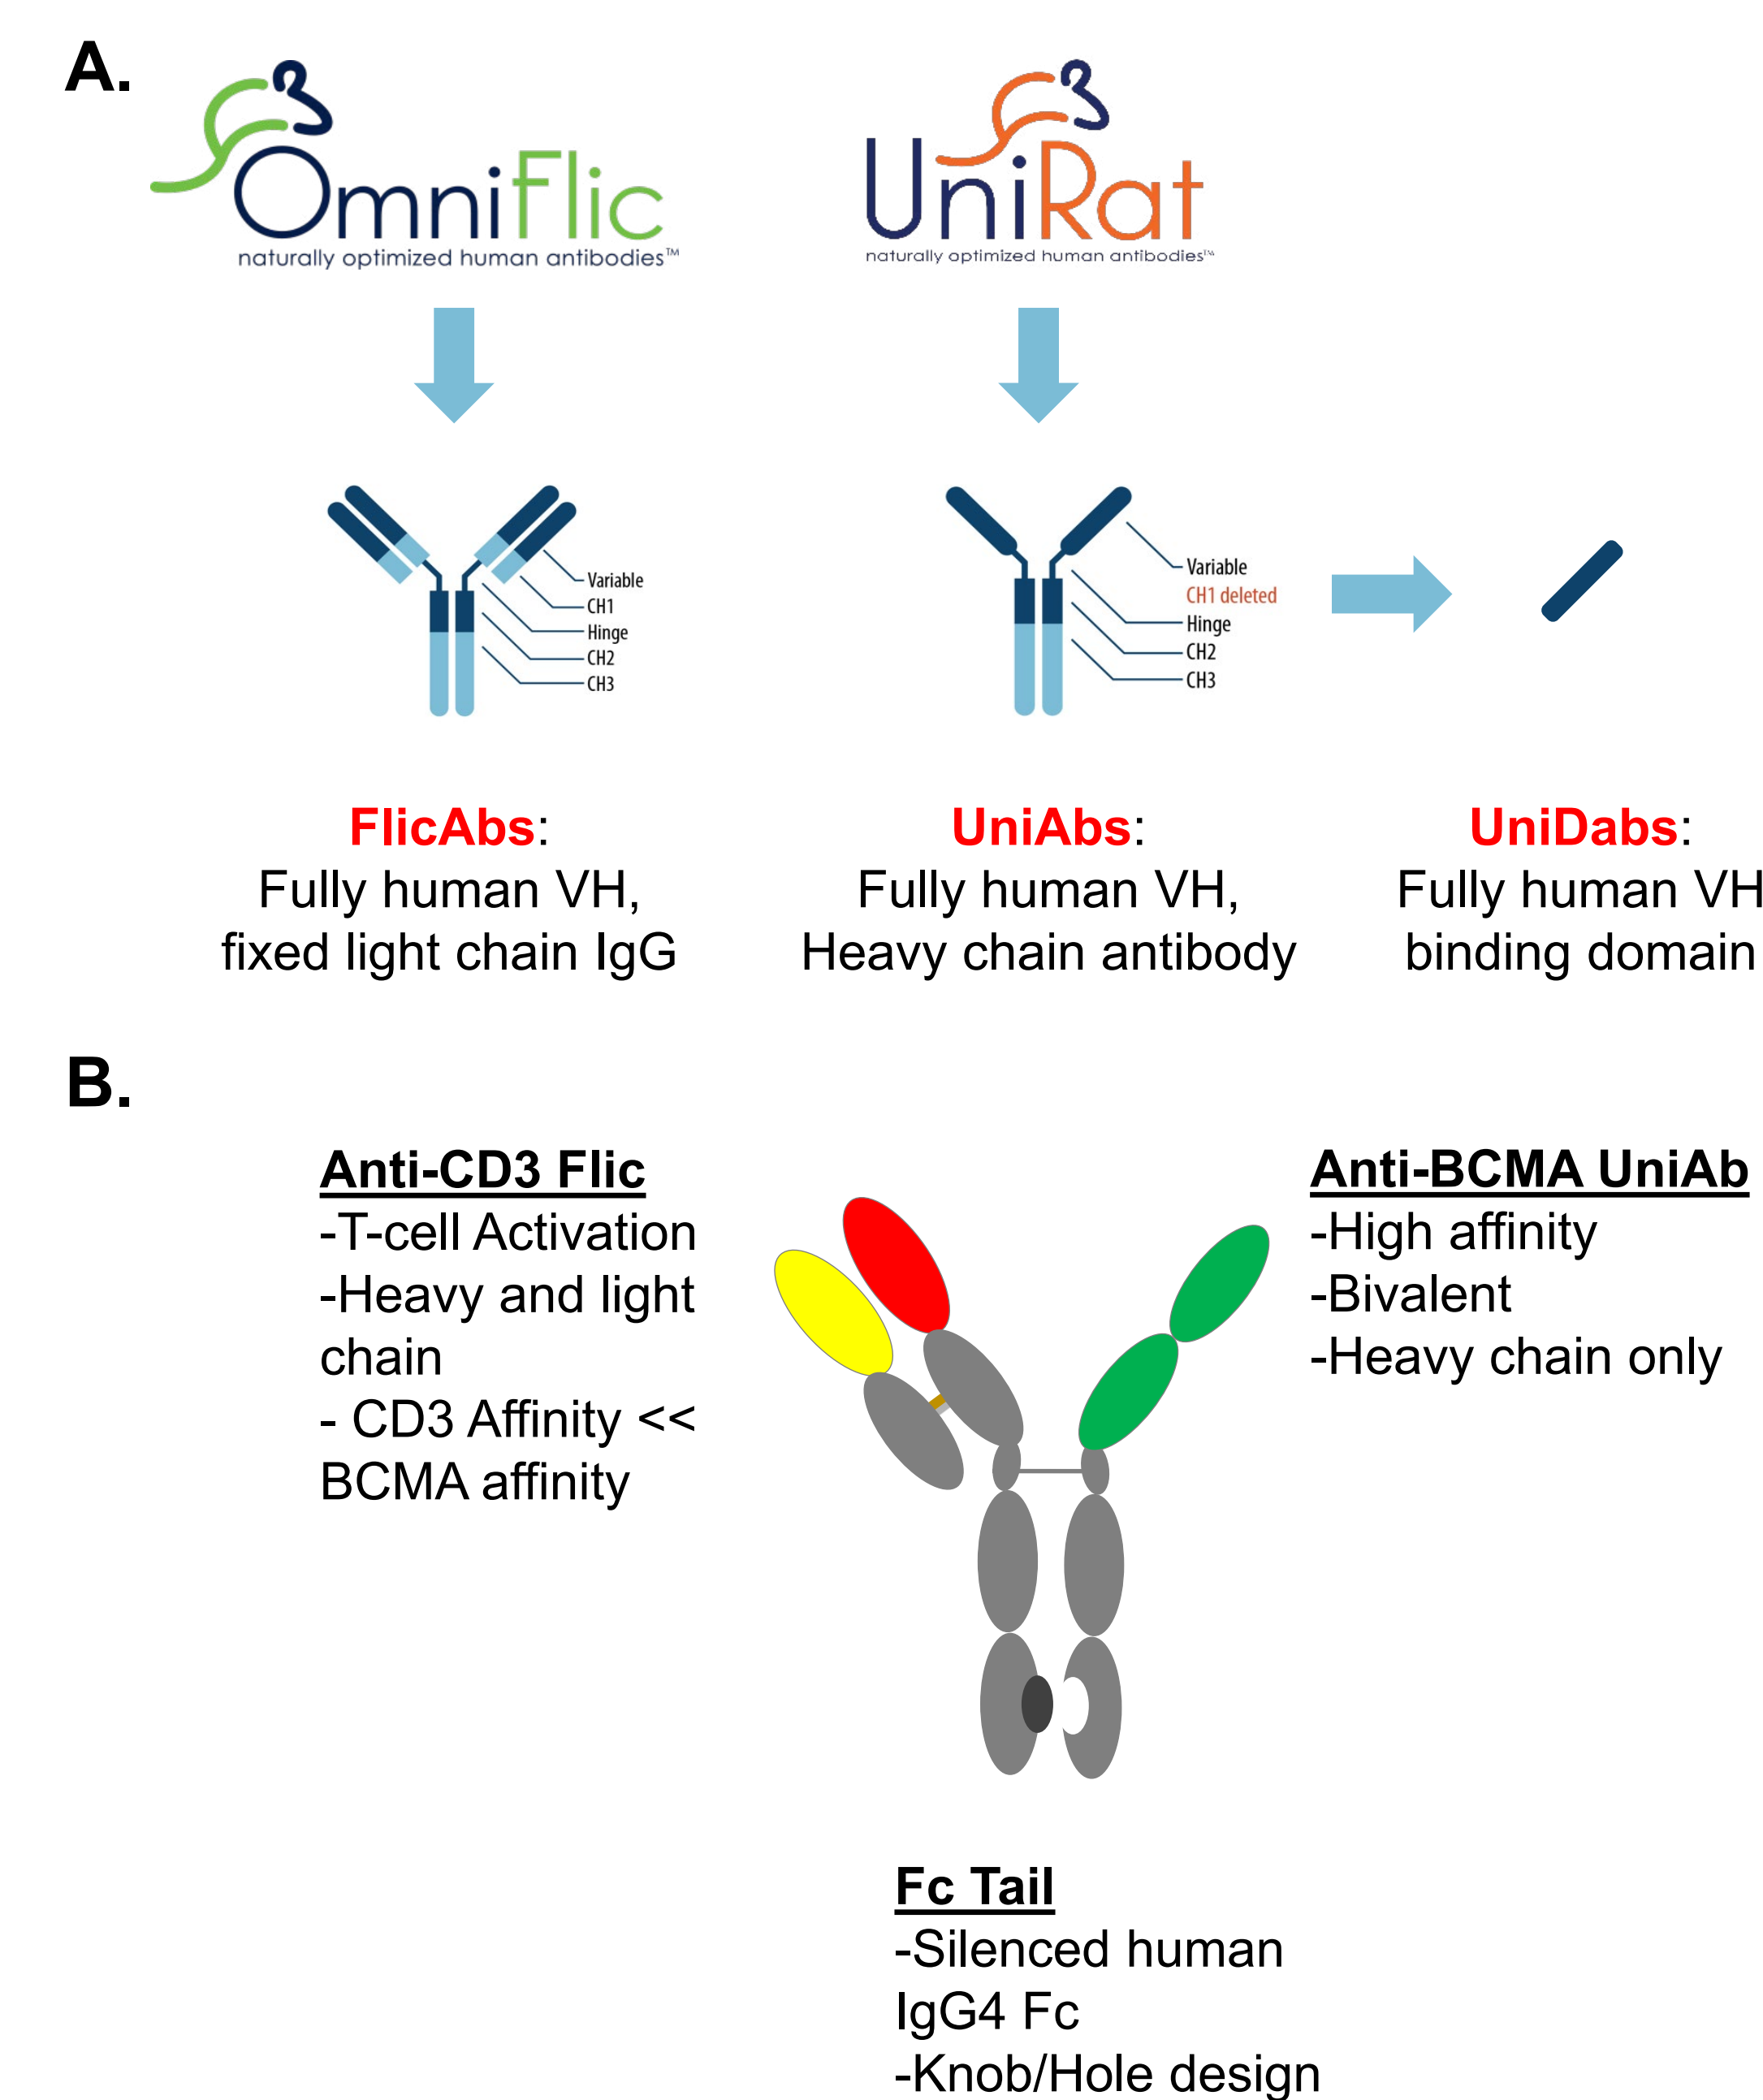 A.
OmniFlic
naturally optimized human antibodies™
UniRat
naturally optimized human antibodies™
Variable
CH1
Hinge
CH2
CH3
Variable
CH1 deleted
Hinge
CH2
CH3
FlicAbs:
Fully human VH,
fixed light chain IgG
UniAbs:
Fully human VH,
Heavy chain antibody
UniDabs:
Fully human VH
binding domain
B.
Anti-CD3 Flic
-T-cell Activation
-Heavy and light
chain
- CD3 Affinity <<
BCMA affinity
Anti-BCMA UniAb
-High affinity
-Bivalent
-Heavy chain only
Fc Tail
-Silenced human
IgG4 Fc
-Knob/Hole design